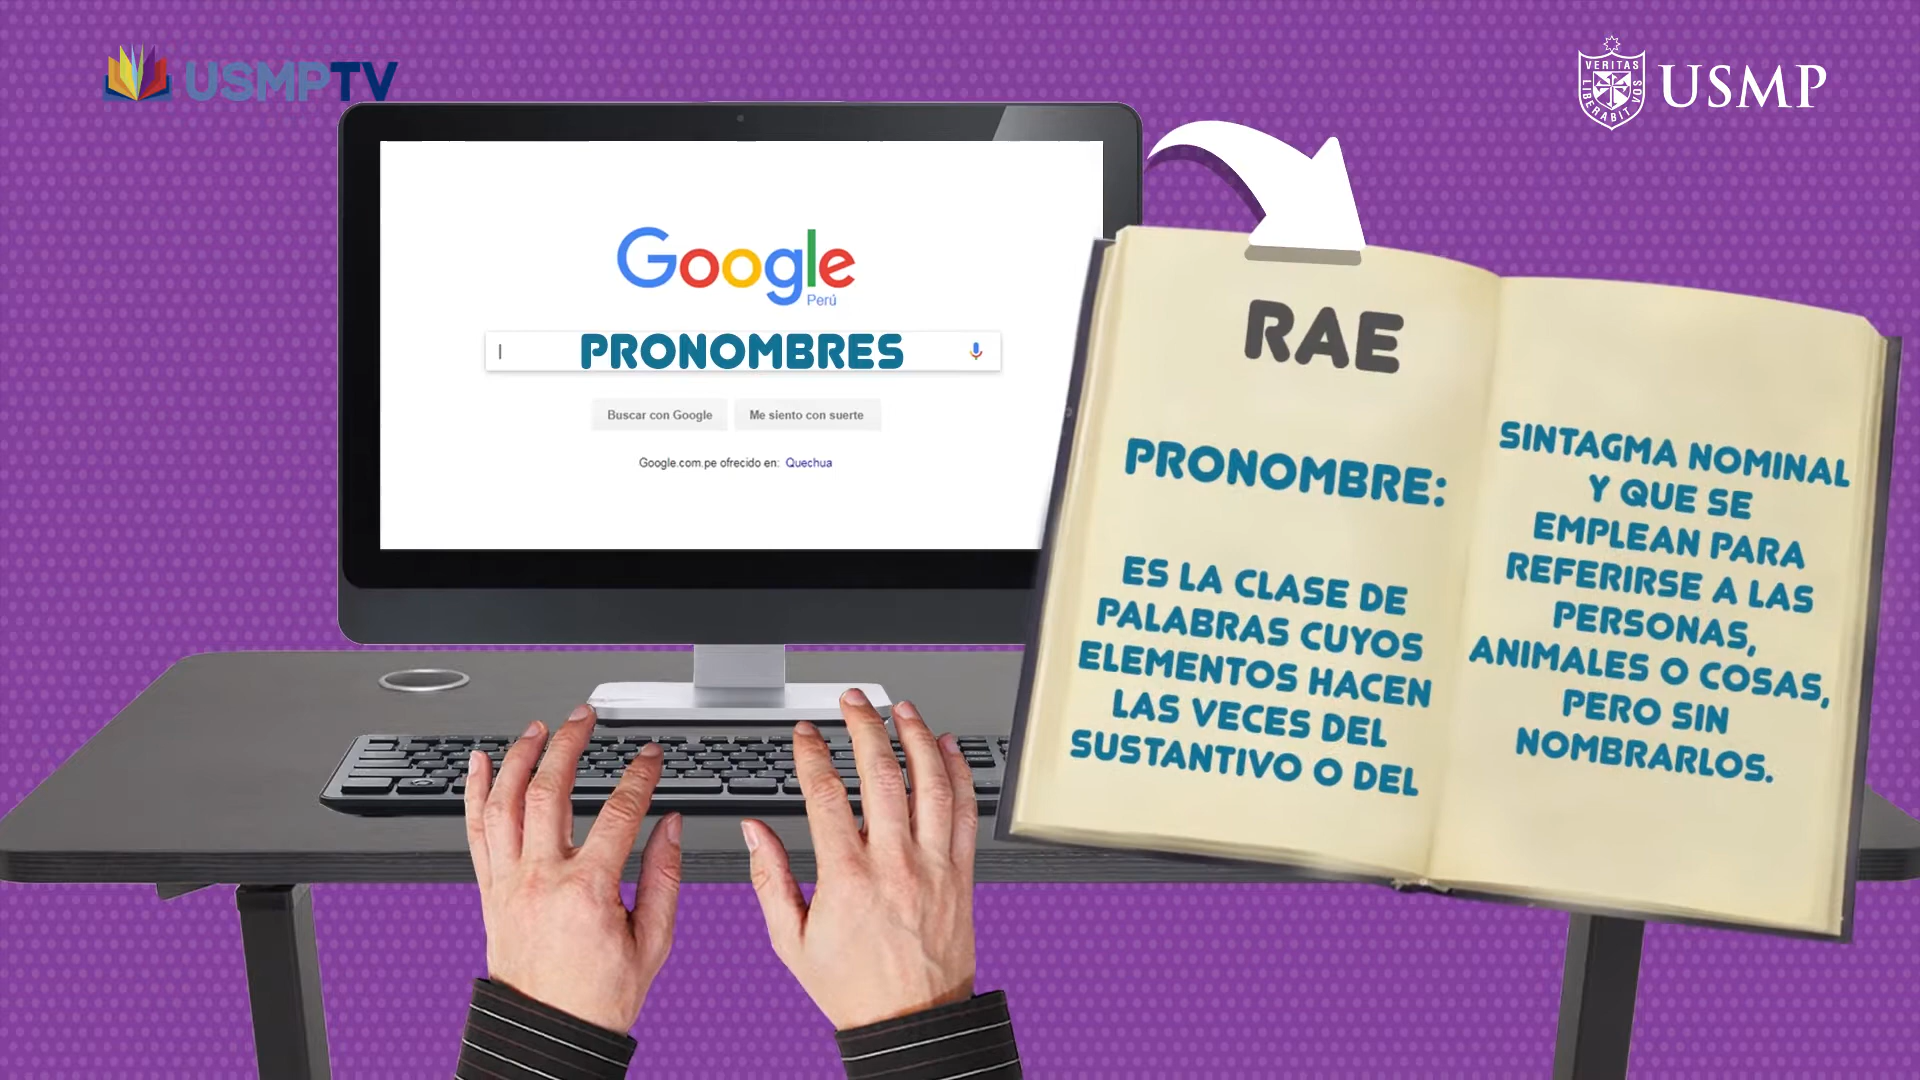 USMPTV
VERITAS
LIBERABIT VOS
USMP
Google
Perú
PRONOMBRES
Buscar con Google
Me siento con suerte
Google.com.pe ofrecido en: Quechua
RAE
PRONOMBRE:
ES LA CLASE DE
PALABRAS CUYOS
ELEMENTOS HACEN
LAS VECES DEL
SUSTANTIVO O DEL
SINTAGMA NOMINAL
Y QUE SE
EMPLEAN PARA
REFERIRSE A LAS
PERSONAS,
ANIMALES O COSAS,
PERO SIN
NOMBRARLOS.